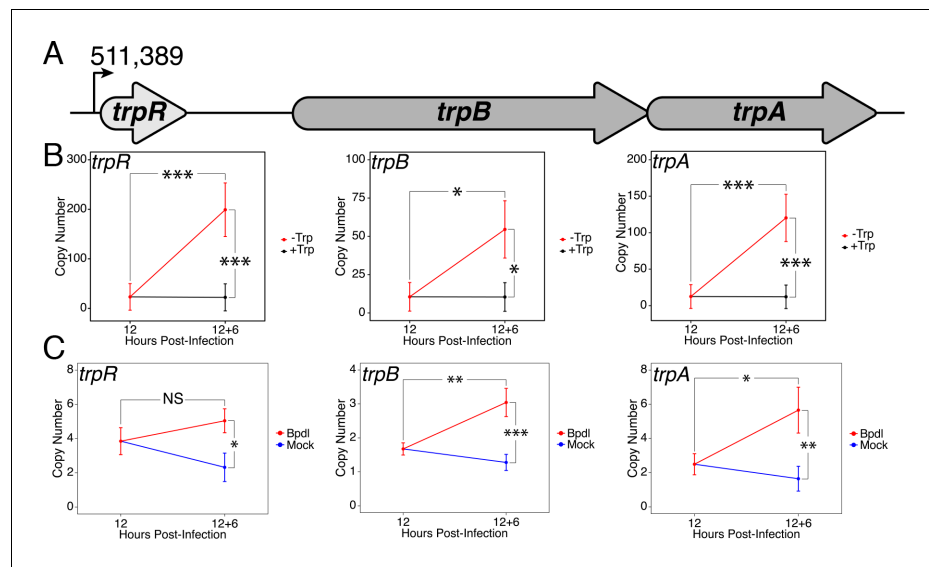 A
511,389
trpR trpB trpA
B
trpR
300
200
100
0
Copy Number
***
***
12 12+6
Hours Post-Infection
-Trp
+Trp
trpB
100
75
50
25
0
Copy Number
*
*
12 12+6
Hours Post-Infection
-Trp
+Trp
trpA
200
150
100
50
0
Copy Number
***
***
12 12+6
Hours Post-Infection
-Trp
+Trp
C
trpR
8
6
4
2
0
Copy Number
NS
*
12 12+6
Hours Post-Infection
Bpdl
Mock
trpB
4
3
2
1
0
Copy Number
**
***
12 12+6
Hours Post-Infection
Bpdl
Mock
trpA
8
6
4
2
0
Copy Number
*
**
12 12+6
Hours Post-Infection
Bpdl
Mock